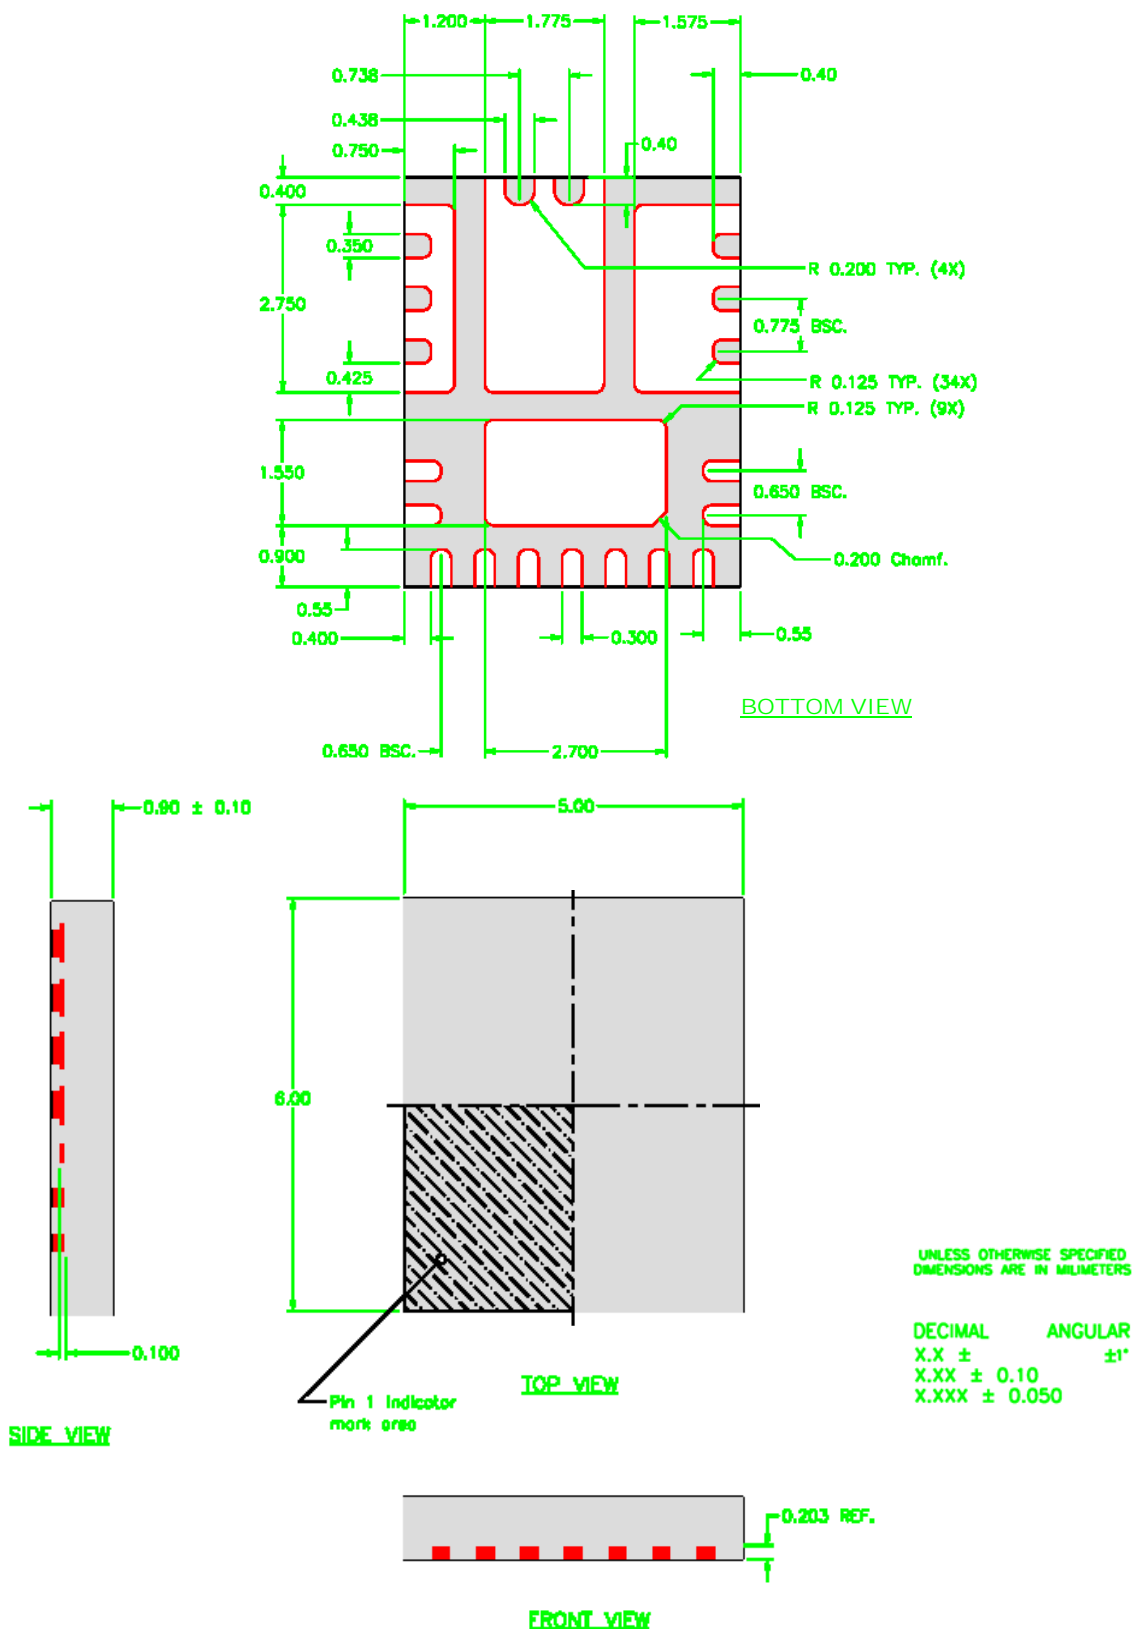 1.200
1.775
1.575
0.738
0.40
0.438
0.40
0.750
0.400
0.350
R 0.200 TYP. (4X)
2.750
0.775 BSC.
0.425
R 0.125 TYP. (34X)
R 0.125 TYP. (9X)
1.550
0.650 BSC.
0.900
0.200 Chamf.
0.55
0.400
0.300
0.55
BOTTOM VIEW
0.650 BSC.
2.700
0.90 ± 0.10
5.00
6.00
UNLESS OTHERWISE SPECIFIED
DIMENSIONS ARE IN MILIMETERS
DECIMAL ANGULAR
X.X ± ±1°
X.XX ± 0.10
X.XXX ± 0.050
0.100
TOP VIEW
Pin 1 Indicator
mark area
SIDE VIEW
0.203 REF.
FRONT VIEW